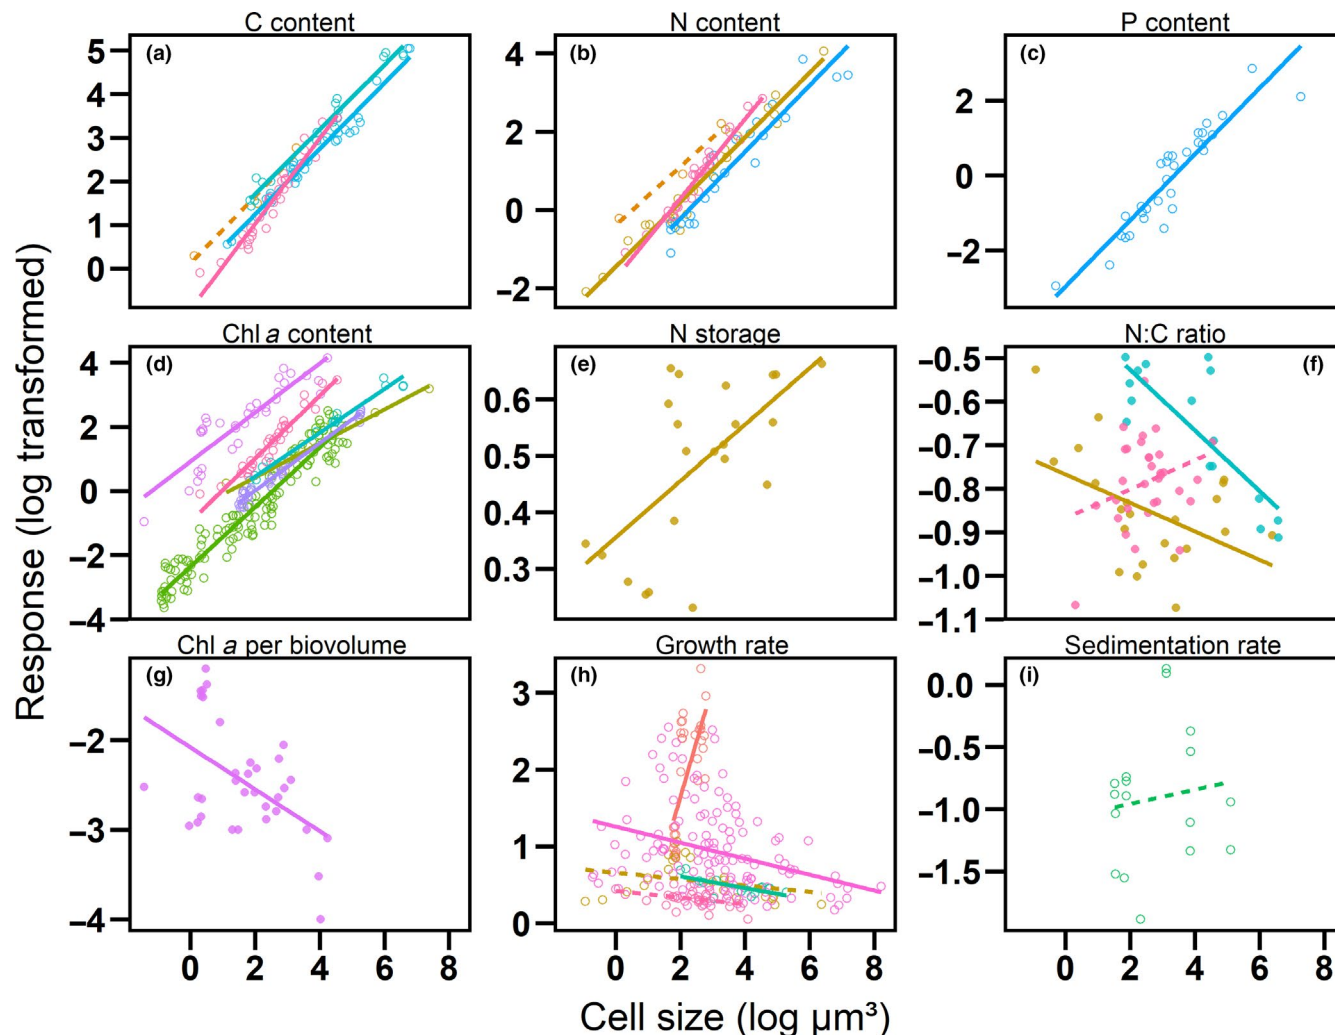 C content
N content
P content
(a)
(b)
(c)
5
4
3
2
1
0
4
2
0
−2
2
0
−2
Chl a content
N storage
N:C ratio
(d)
(e)
(f)
4
2
0
−2
−4
0.6
0.5
0.4
0.3
−0.5
−0.6
−0.7
−0.8
−0.9
−1.0
−1.1
Chl a per biovolume
Growth rate
Sedimentation rate
(g)
(h)
(i)
−2
−3
−4
3
2
1
0
0.0
−0.5
−1.0
−1.5
0 2 4 6 8
0 2 4 6 8
0 2 4 6 8
Response (log transformed)
Cell size (log µm³)